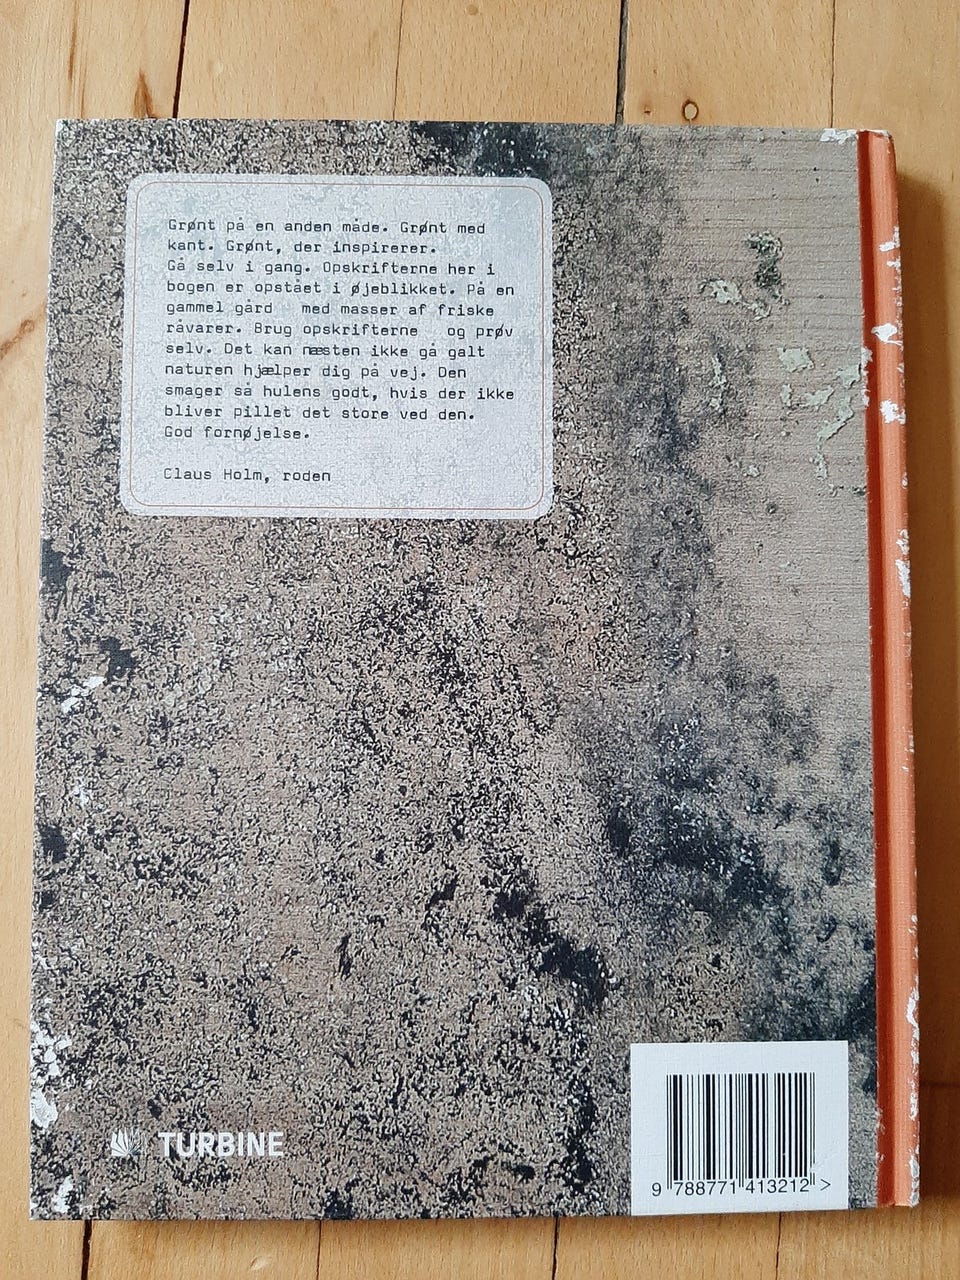 Grønt på en anden måde. Grønt med
kant. Grønt, der inspirerer.
Gå selv i gang. Opskrifterne her i
bogen er opstået i øjeblikket. På en
gammel gård   med masser af friske
råvarer. Brug opskrifterne   og prøv
selv. Det kan næsten ikke gå galt
naturen hjælper dig på vej. Den
smager så hulens godt, hvis der ikke
bliver pillet det store ved den.
God fornøjelse.
Claus Holm, roden
TURBINE
9 788771 413212 >